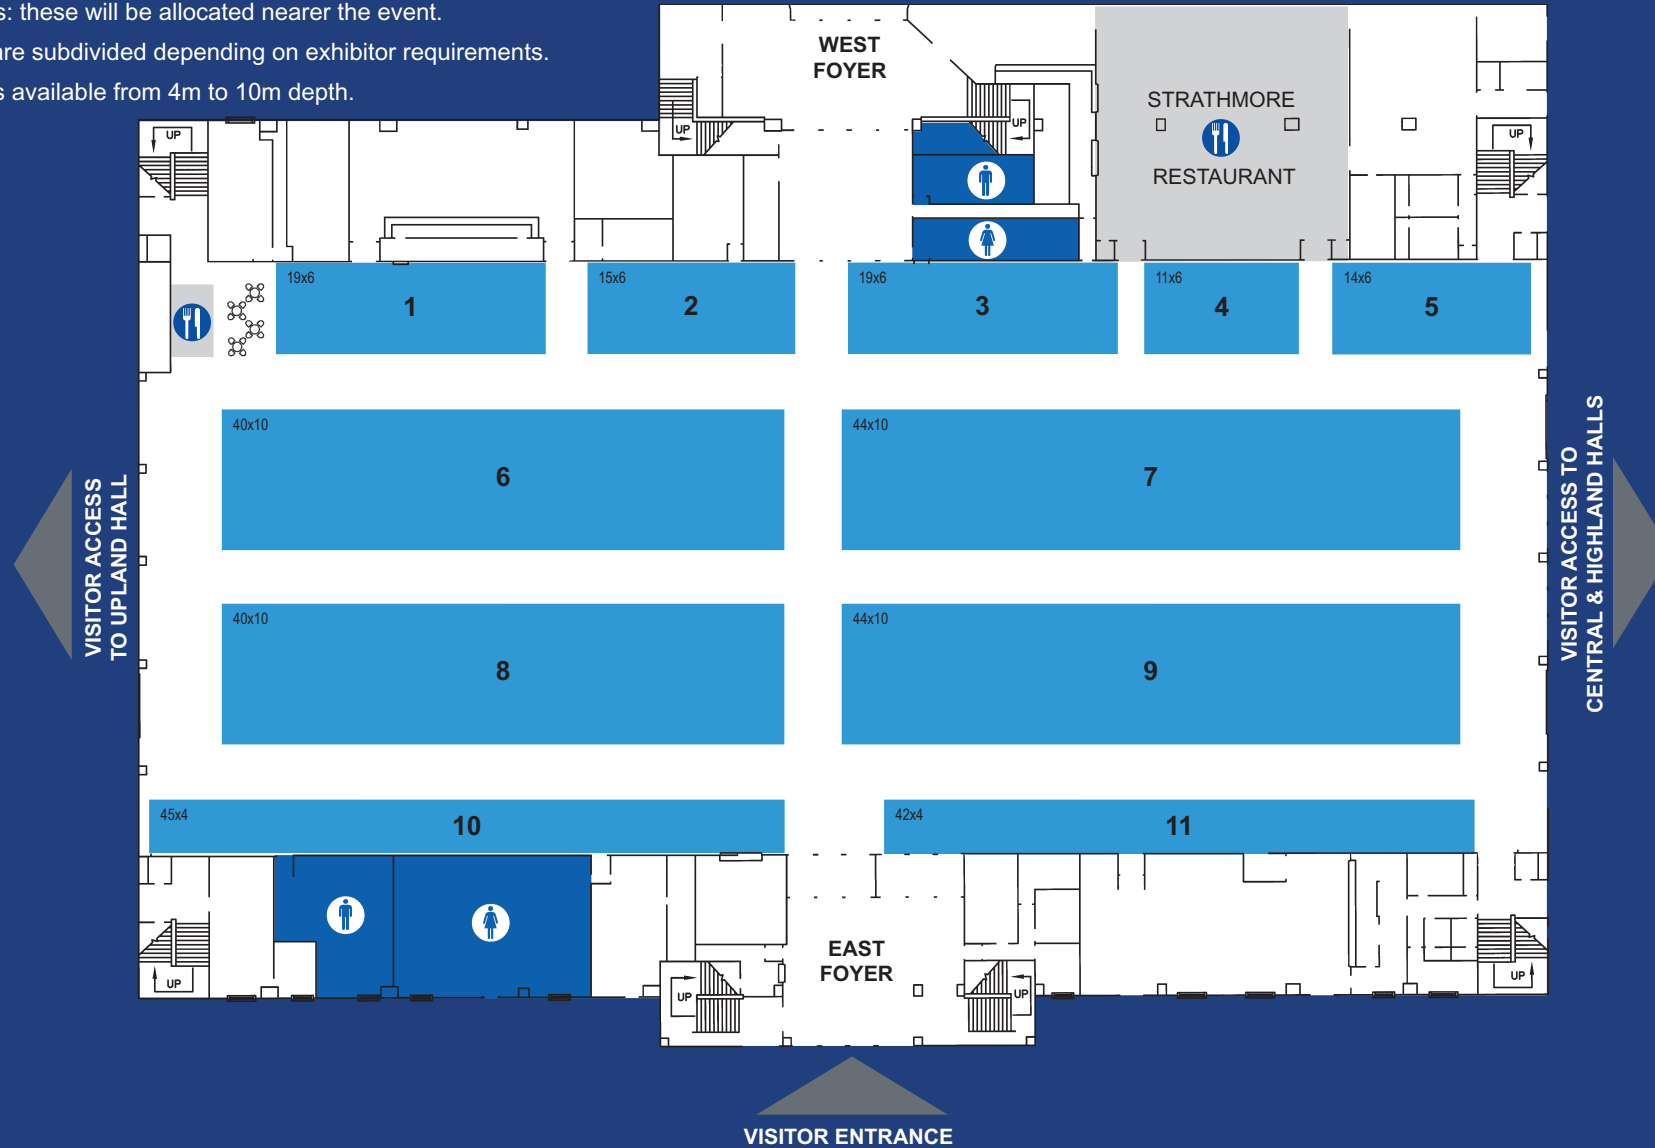 s: these will be allocated nearer the event.
are subdivided depending on exhibitor requirements.
s available from 4m to 10m depth.
WEST
FOYER
STRATHMORE
RESTAURANT
UP
UP
UP
UP
19x6
1
15x6
2
19x6
3
11x6
4
14x6
5
40x10
6
44x10
7
VISITOR ACCESS
TO UPLAND HALL
VISITOR ACCESS TO
CENTRAL & HIGHLAND HALLS
40x10
8
44x10
9
45x4
10
42x4
11
EAST
FOYER
UP
UP
UP
UP
VISITOR ENTRANCE